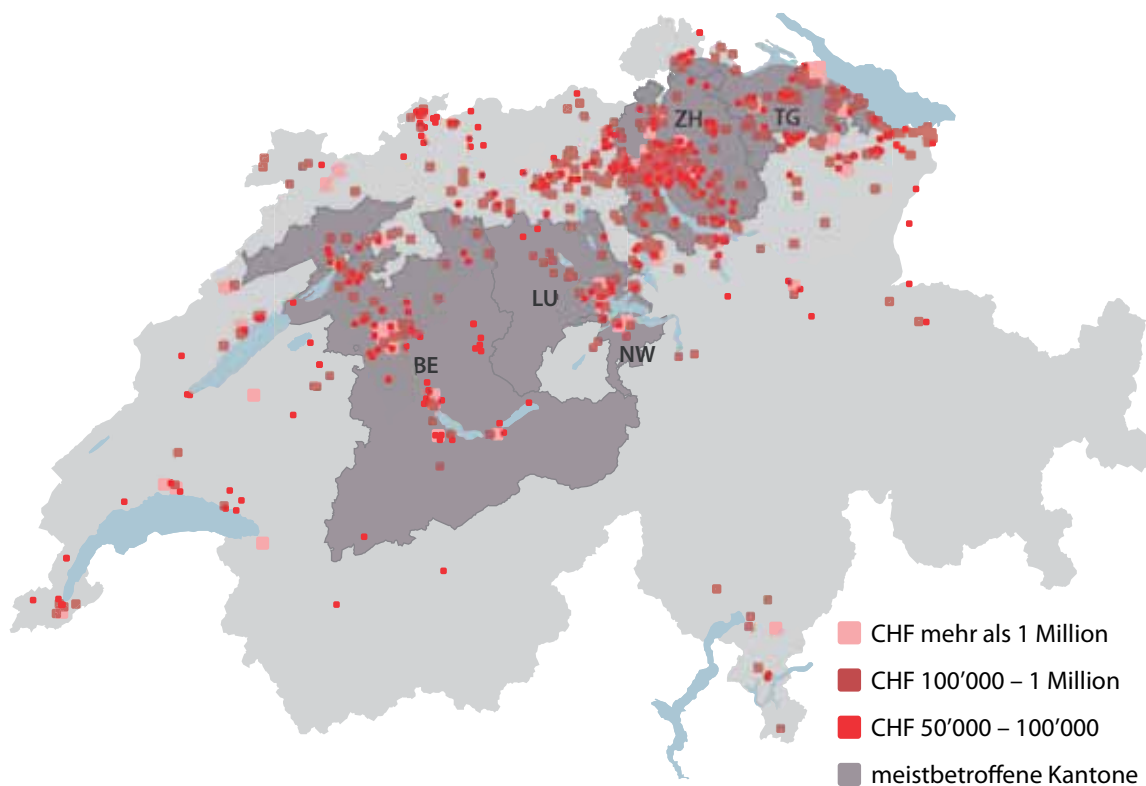 ZH
TG
LU
NW
BE
CHF mehr als 1 Million
CHF 100’000 – 1 Million
CHF 50’000 – 100’000
meistbetroffene Kantone